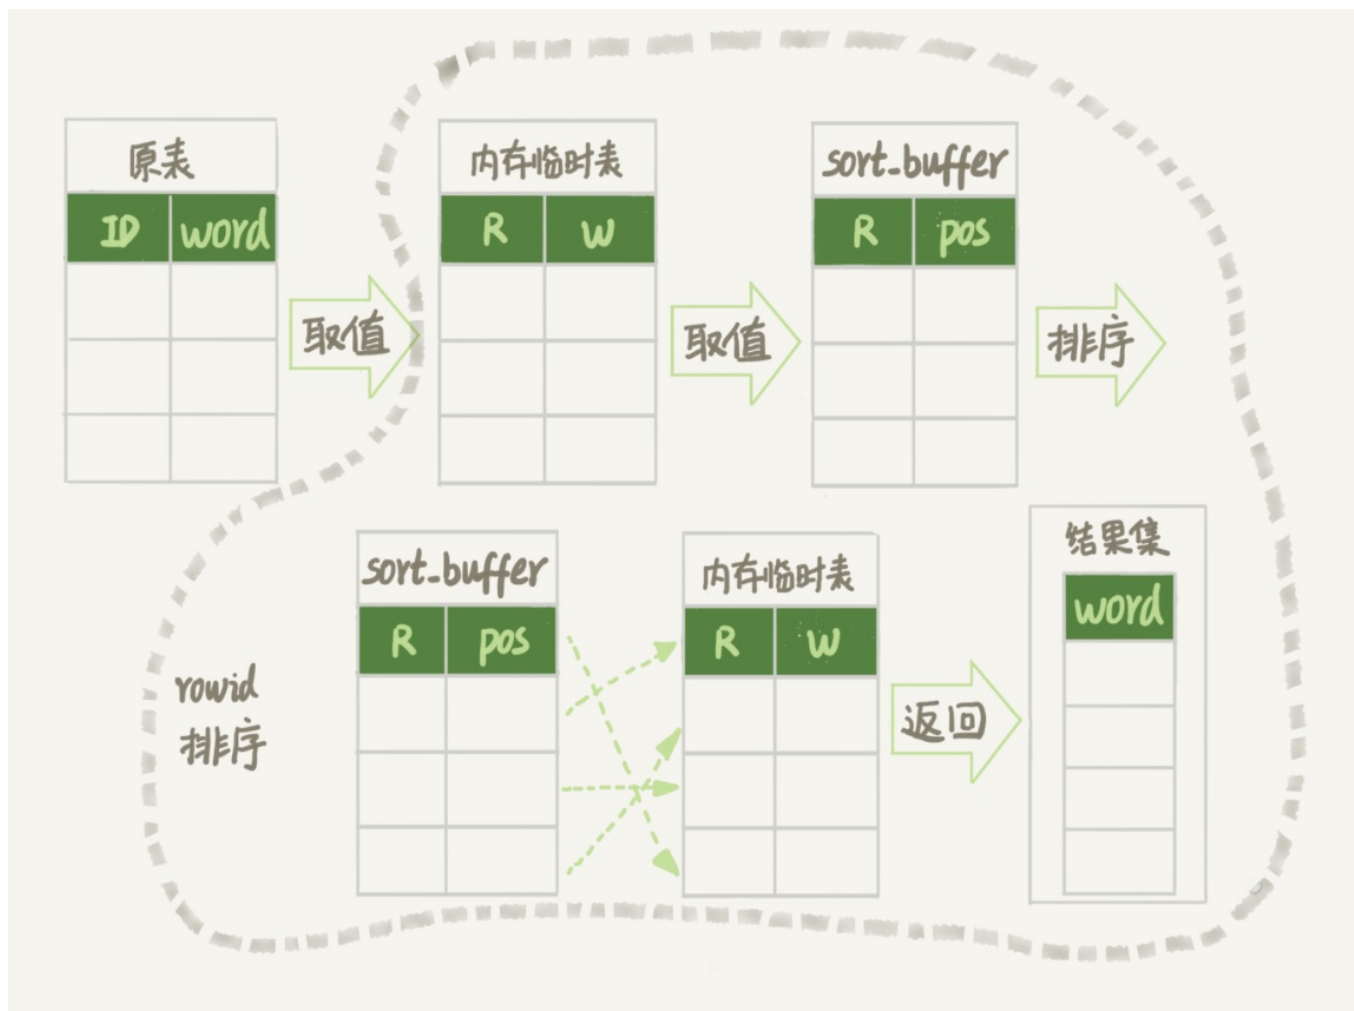 原表
ID word
取值
内存临时表
R W
取值
sort_buffer
R pos
排序
rowid
排序
sort_buffer
R pos
内存临时表
R W
返回
结果集
word